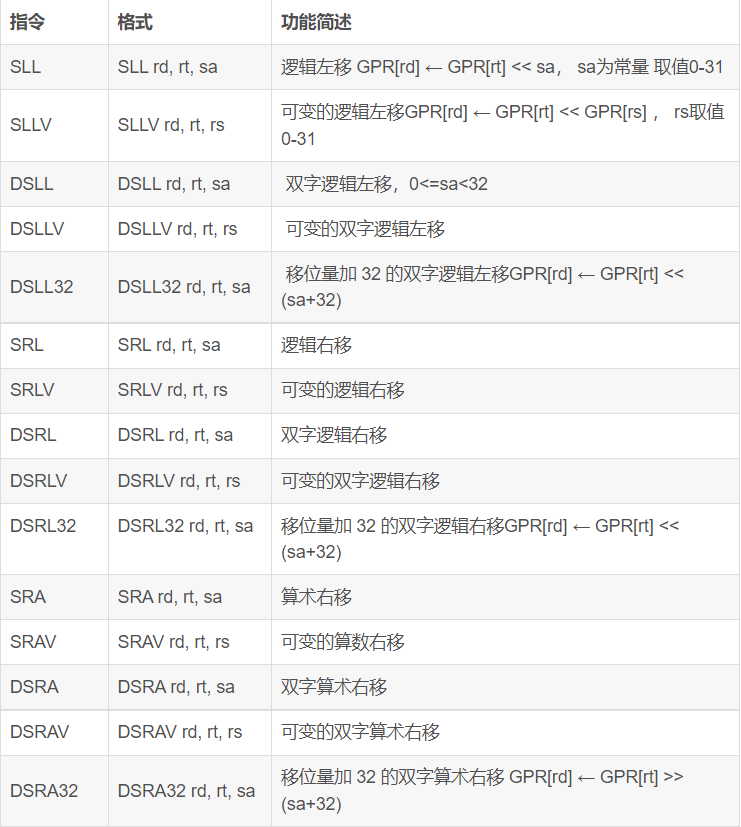 指令 格式 功能简述
SLL SLL rd, rt, sa 逻辑左移 GPR[rd] ← GPR[rt] << sa， sa为常量 取值0-31
SLLV SLLV rd, rt, rs 可变的逻辑左移GPR[rd] ← GPR[rt] << GPR[rs] ， rs取值
0-31
DSLL DSLL rd, rt, sa 双字逻辑左移，0<=sa<32
DSLLV DSLLV rd, rt, rs 可变的双字逻辑左移
DSLL32 DSLL32 rd, rt, sa 移位量加 32 的双字逻辑左移GPR[rd] ← GPR[rt] <<
(sa+32)
SRL SRL rd, rt, sa 逻辑右移
SRLV SRLV rd, rt, rs 可变的逻辑右移
DSRL DSRL rd, rt, sa 双字逻辑右移
DSRLV DSRLV rd, rt, rs 可变的双字逻辑右移
DSRL32 DSRL32 rd, rt, sa 移位量加 32 的双字逻辑右移GPR[rd] ← GPR[rt] <<
(sa+32)
SRA SRA rd, rt, sa 算术右移
SRAV SRAV rd, rt, rs 可变的算数右移
DSRA DSRA rd, rt, sa 双字算术右移
DSRAV DSRAV rd, rt, rs 可变的双字算术右移
DSRA32 DSRA32 rd, rt, sa 移位量加 32 的双字算术右移 GPR[rd] ← GPR[rt] >>
(sa+32)